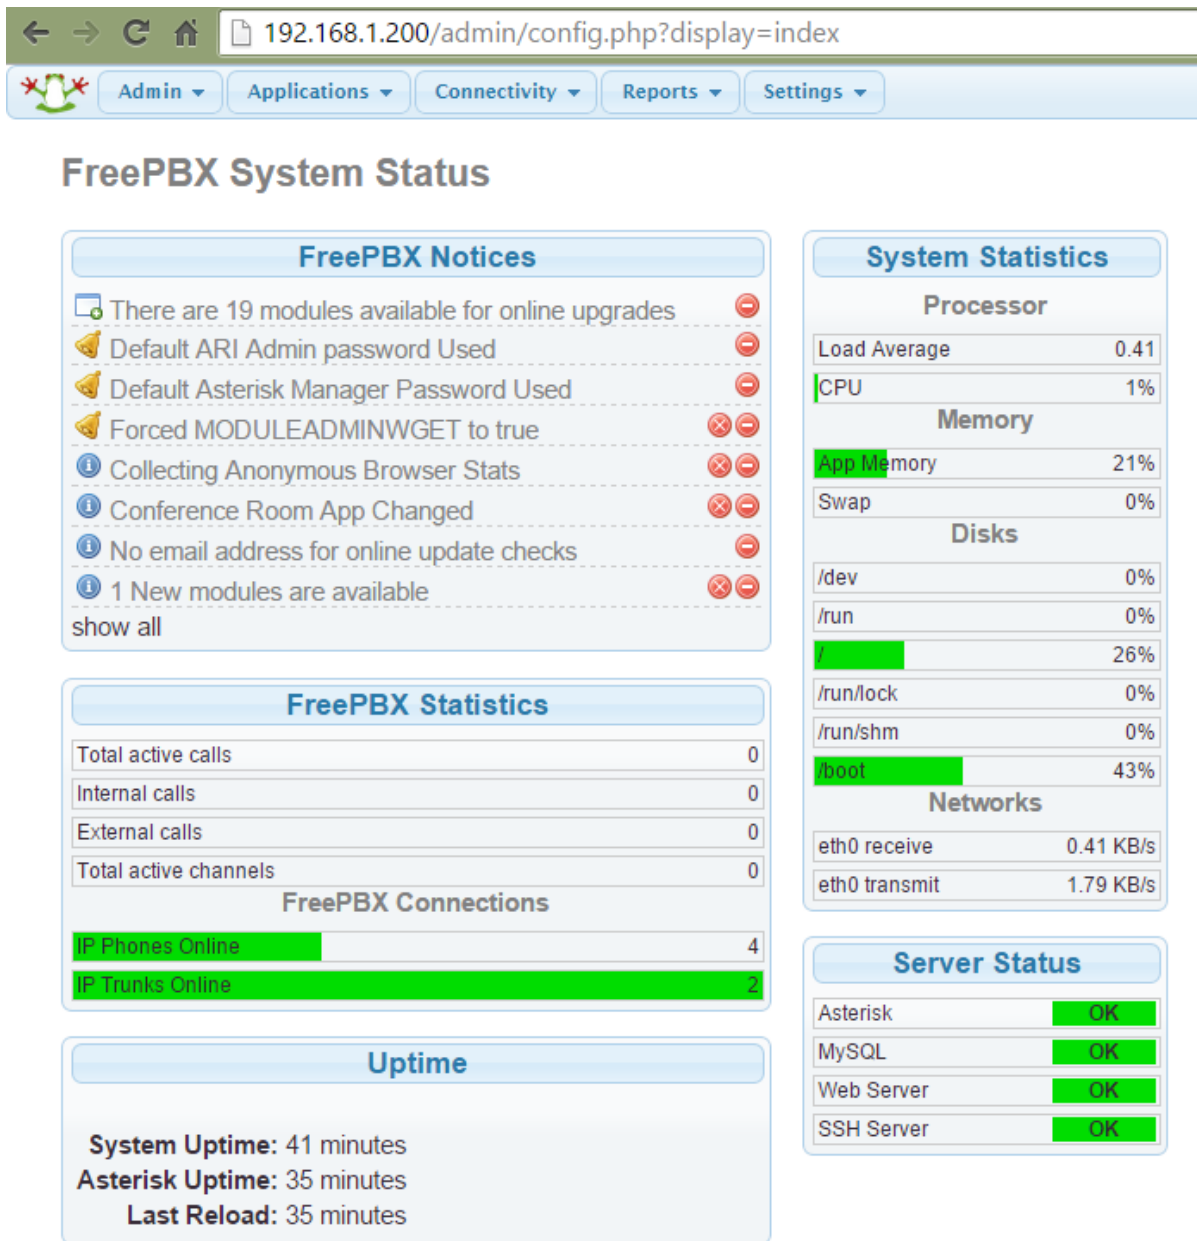 192.168.1.200/admin/config.php?display=index
Admin Applications Connectivity Reports Settings
FreePBX System Status
FreePBX Notices
There are 19 modules available for online upgrades
Default ARI Admin password Used
Default Asterisk Manager Password Used
Forced MODULEADMINWGET to true
Collecting Anonymous Browser Stats
Conference Room App Changed
No email address for online update checks
1 New modules are available
show all
FreePBX Statistics
Total active calls 0
Internal calls 0
External calls 0
Total active channels 0
FreePBX Connections
IP Phones Online 4
IP Trunks Online 2
Uptime
System Uptime: 41 minutes
Asterisk Uptime: 35 minutes
Last Reload: 35 minutes
System Statistics
Processor
Load Average 0.41
CPU 1%
Memory
App Memory 21%
Swap 0%
Disks
/dev 0%
/run 0%
/ 26%
/run/lock 0%
/run/shm 0%
/boot 43%
Networks
eth0 receive 0.41 KB/s
eth0 transmit 1.79 KB/s
Server Status
Asterisk OK
MySQL OK
Web Server OK
SSH Server OK